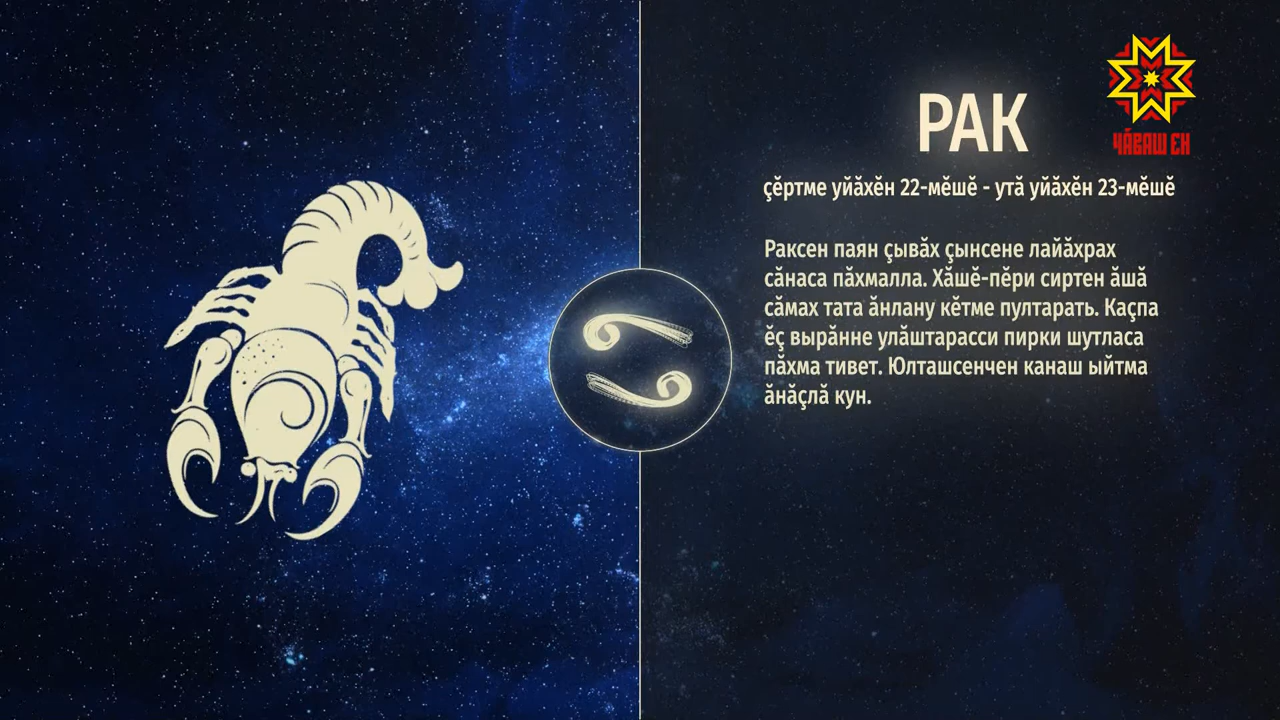 ЧӐВАШ ЕН
РАК
ҫӗртме уйӑхӗн 22-мӗшӗ - утӑ уйӑхӗн 23-мӗшӗ
Раксен паян ҫывӑх ҫынсене лайӑхрах
сӑнаса пӑхмалла. Хӑшӗ-пӗри сиртен ӑшӑ
сӑмах тата ӑнлану кӗтме пултарать. Каҫпа
ӗҫ вырӑнне улӑштарасси пирки шутласа
пӑхма тивет. Юлташсенчен канаш ыйтма
ӑнӑҫлӑ кун.